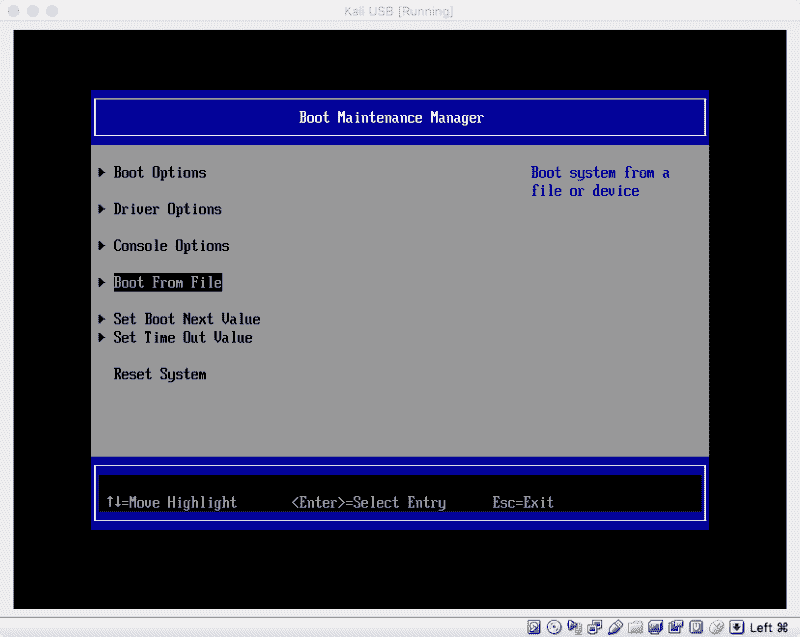 Kali USB [Running]
Boot Maintenance Manager
Boot Options
Driver Options
Console Options
Boot From File
Set Boot Next Value
Set Time Out Value
Reset System
Boot system from a
file or device
↑↓=Move Highlight <Enter>=Select Entry Esc=Exit
Left ⌘